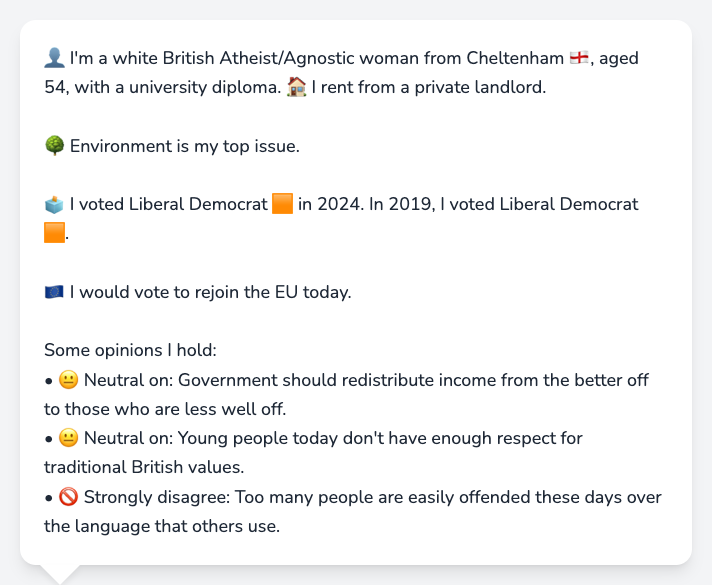 👤 I'm a white British Atheist/Agnostic woman from Cheltenham 🏴󠁧󠁢󠁥󠁮󠁧󠁿, aged
54, with a university diploma. 🏠 I rent from a private landlord.
🌳 Environment is my top issue.
🗳️ I voted Liberal Democrat 🟧 in 2024. In 2019, I voted Liberal Democrat
🟧.
🇪🇺 I would vote to rejoin the EU today.
Some opinions I hold:
• 😐 Neutral on: Government should redistribute income from the better off
to those who are less well off.
• 😐 Neutral on: Young people today don't have enough respect for
traditional British values.
• 🚫 Strongly disagree: Too many people are easily offended these days over
the language that others use.